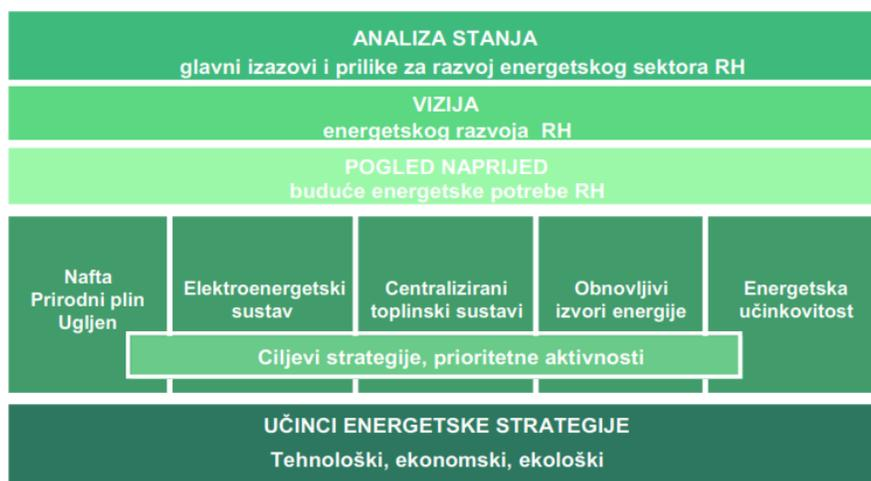 ANALIZA STANJA
glavni izazovi i prilike za razvoj energetskog sektora RH
VIZIJA
energetskog razvoja RH
POGLED NAPRIJED
buduće energetske potrebe RH
Nafta
Prirodni plin
Ugljen
Elektroenergetski
sustav
Centralizirani
toplinski sustavi
Obnovljivi
izvori energije
Energetska
učinkovitost
Ciljevi strategije, prioritetne aktivnosti
UČINCI ENERGETSKE STRATEGIJE
Tehnološki, ekonomski, ekološki